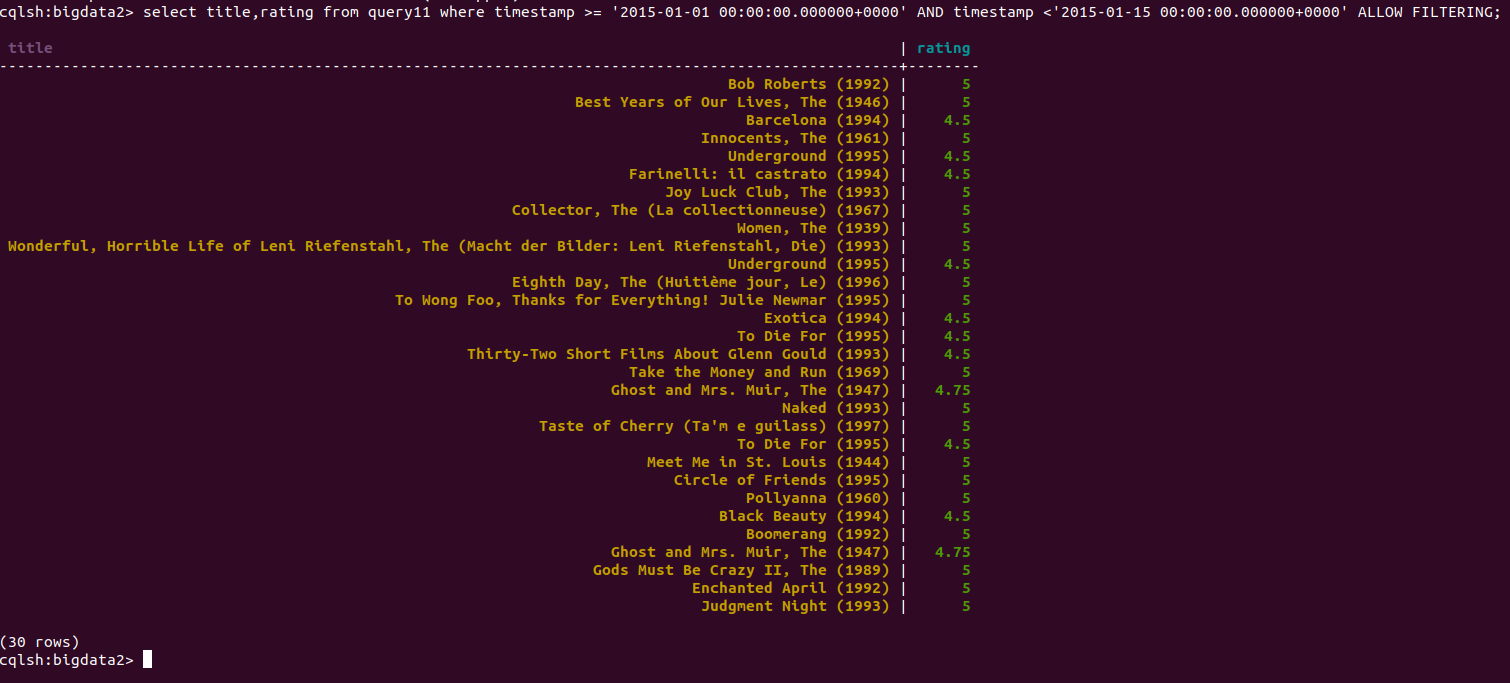 cqlsh:bigdata2> select title,rating from query11 where timestamp >= '2015-01-01 00:00:00.000000+0000' AND timestamp <'2015-01-15 00:00:00.000000+0000' ALLOW FILTERING;
title | rating
----------------------------------------------------------------------------------------------------+--------
Bob Roberts (1992) | 5
Best Years of Our Lives, The (1946) | 5
Barcelona (1994) | 4.5
Innocents, The (1961) | 5
Underground (1995) | 4.5
Farinelli: il castrato (1994) | 4.5
Joy Luck Club, The (1993) | 5
Collector, The (La collectionneuse) (1967) | 5
Women, The (1939) | 5
Wonderful, Horrible Life of Leni Riefenstahl, The (Macht der Bilder: Leni Riefenstahl, Die) (1993) | 5
Underground (1995) | 4.5
Eighth Day, The (Huitième jour, Le) (1996) | 5
To Wong Foo, Thanks for Everything! Julie Newmar (1995) | 5
Exotica (1994) | 4.5
To Die For (1995) | 4.5
Thirty-Two Short Films About Glenn Gould (1993) | 4.5
Take the Money and Run (1969) | 5
Ghost and Mrs. Muir, The (1947) | 4.75
Naked (1993) | 5
Taste of Cherry (Ta'm e guilass) (1997) | 5
To Die For (1995) | 4.5
Meet Me in St. Louis (1944) | 5
Circle of Friends (1995) | 5
Pollyanna (1960) | 5
Black Beauty (1994) | 4.5
Boomerang (1992) | 5
Ghost and Mrs. Muir, The (1947) | 4.75
Gods Must Be Crazy II, The (1989) | 5
Enchanted April (1992) | 5
Judgment Night (1993) | 5
(30 rows)
cqlsh:bigdata2>